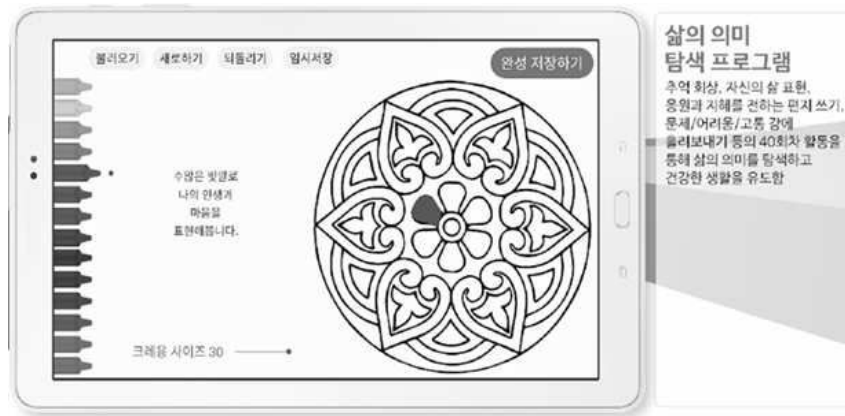 불러오기 새로하기 되돌리기 임시저장
완성 저장하기
수많은 빛깔로
나의 인생과
마음을
표현해봅니다.
크레용 사이즈 30
삶의 의미
탐색 프로그램
추억 회상, 자신의 삶 표현,
응원과 지혜를 전하는 편지 쓰기,
문제/어려움/고통 강에
흘려보내기 등의 40회차 활동을
통해 삶의 의미를 탐색하고
건강한 생활을 유도함